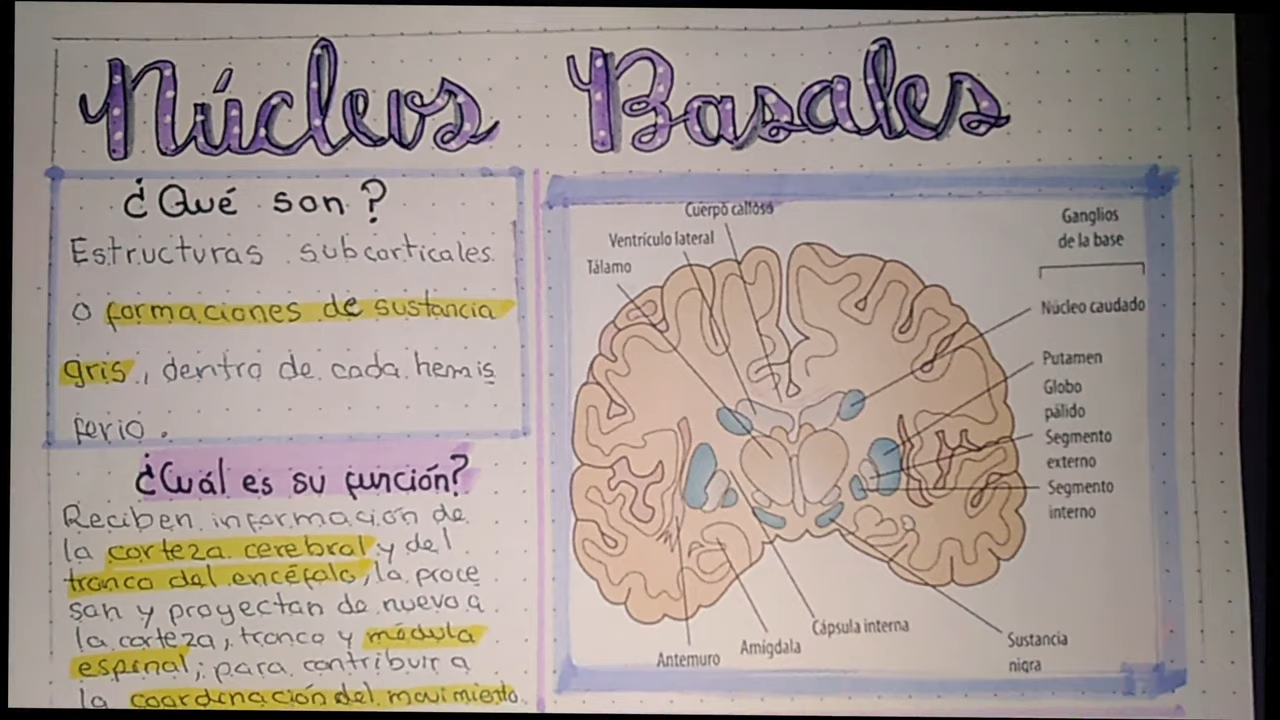 Núcleos Basales
¿Qué son?
Estructuras subcorticales
o formaciones de sustancia
gris, dentro de cada hemis
ferio.
¿Cuál es su función?
Reciben información de
la corteza cerebral y del
tronco del encéfalo, la proce
san y proyectan de nuevo a
la corteza, tronco y médula
espinal; para contribuir a
la coordinación del movimiento.
Cuerpo calloso
Ventrículo lateral
Tálamo
Ganglios
de la base
Núcleo caudado
Putamen
Globo
pálido
Segmento
externo
Segmento
interno
Cápsula interna
Amígdala
Antemuro
Sustancia
nigra